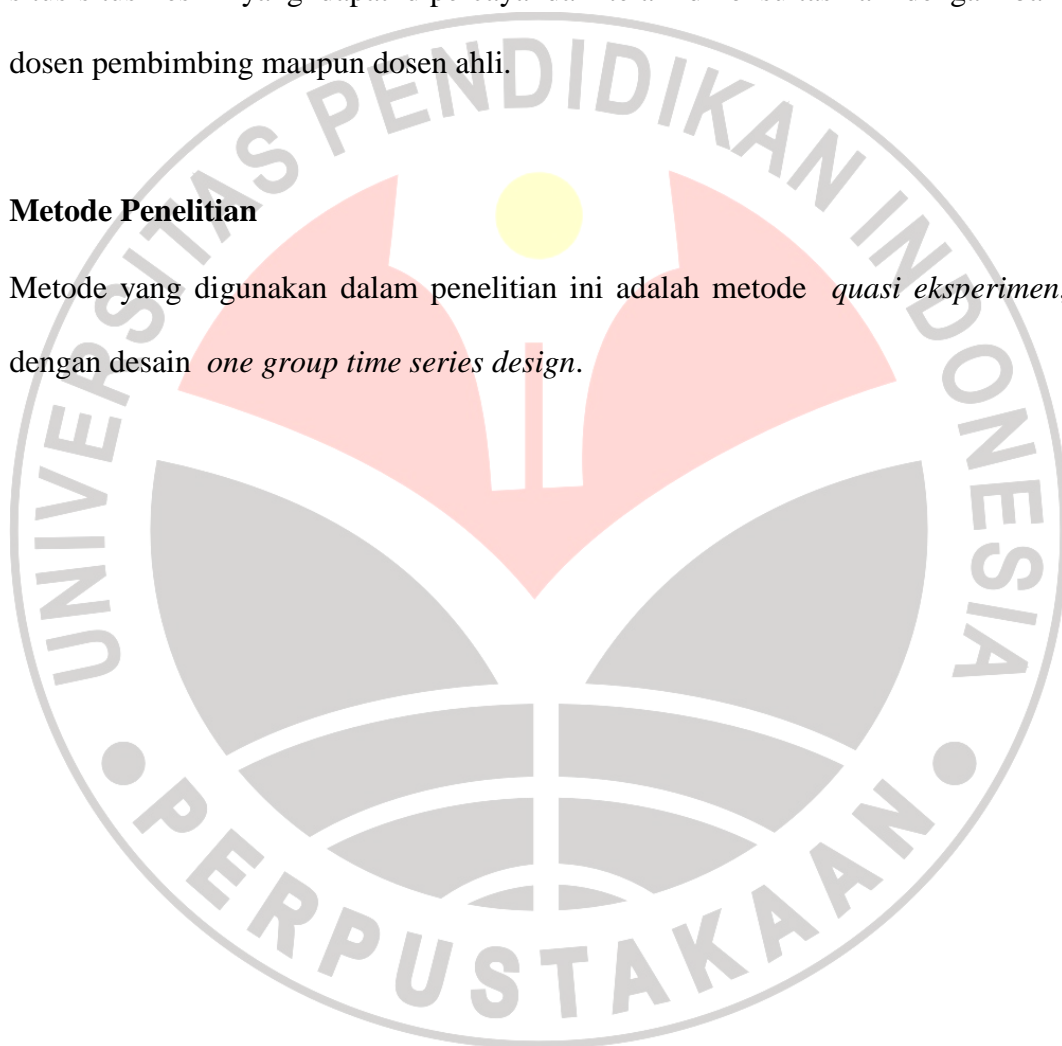 dosen pembimbing maupun dosen ahli.
UNIVERSITAS PENDIDIKAN INDONESIA
Metode Penelitian
Metode yang digunakan dalam penelitian ini adalah metode quasi eksperimen
dengan desain one group time series design.
PERPUSTAKAAN